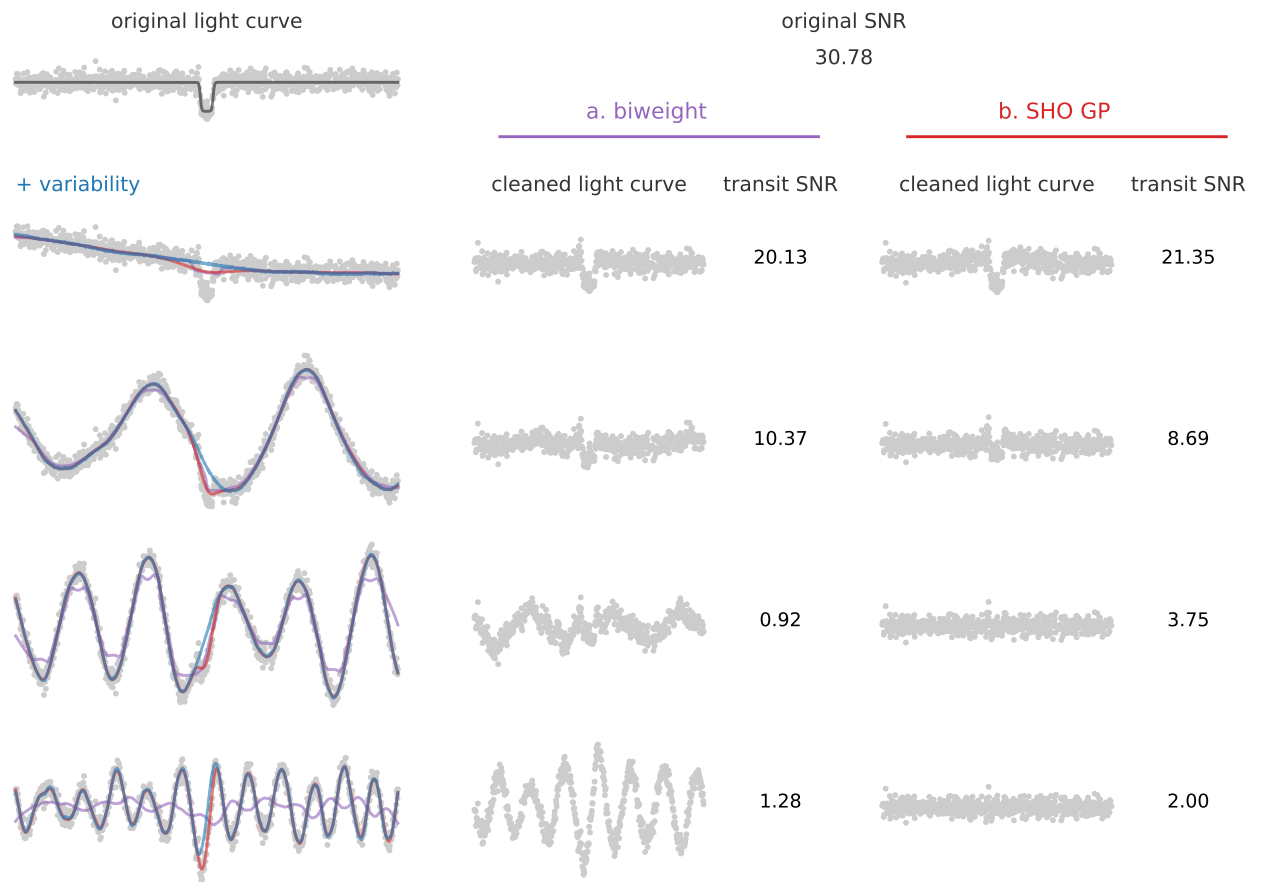 original light curve
original SNR
30.78
a. biweight
b. SHO GP
+ variability
cleaned light curve
transit SNR
cleaned light curve
transit SNR
20.13
21.35
10.37
8.69
0.92
3.75
1.28
2.00